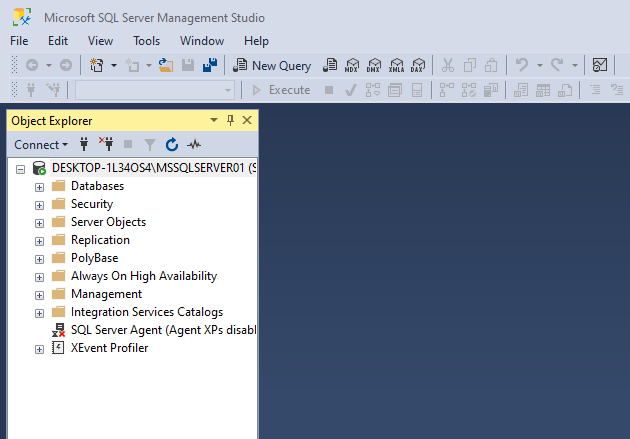 Microsoft SQL Server Management Studio
File Edit View Tools Window Help
New Query MDX DMX XMLA DAX
Execute
Object Explorer
Connect
DESKTOP-1L34OS4\MSSQLSERVER01 (S
Databases
Security
Server Objects
Replication
PolyBase
Always On High Availability
Management
Integration Services Catalogs
SQL Server Agent (Agent XPs disabl
XEvent Profiler